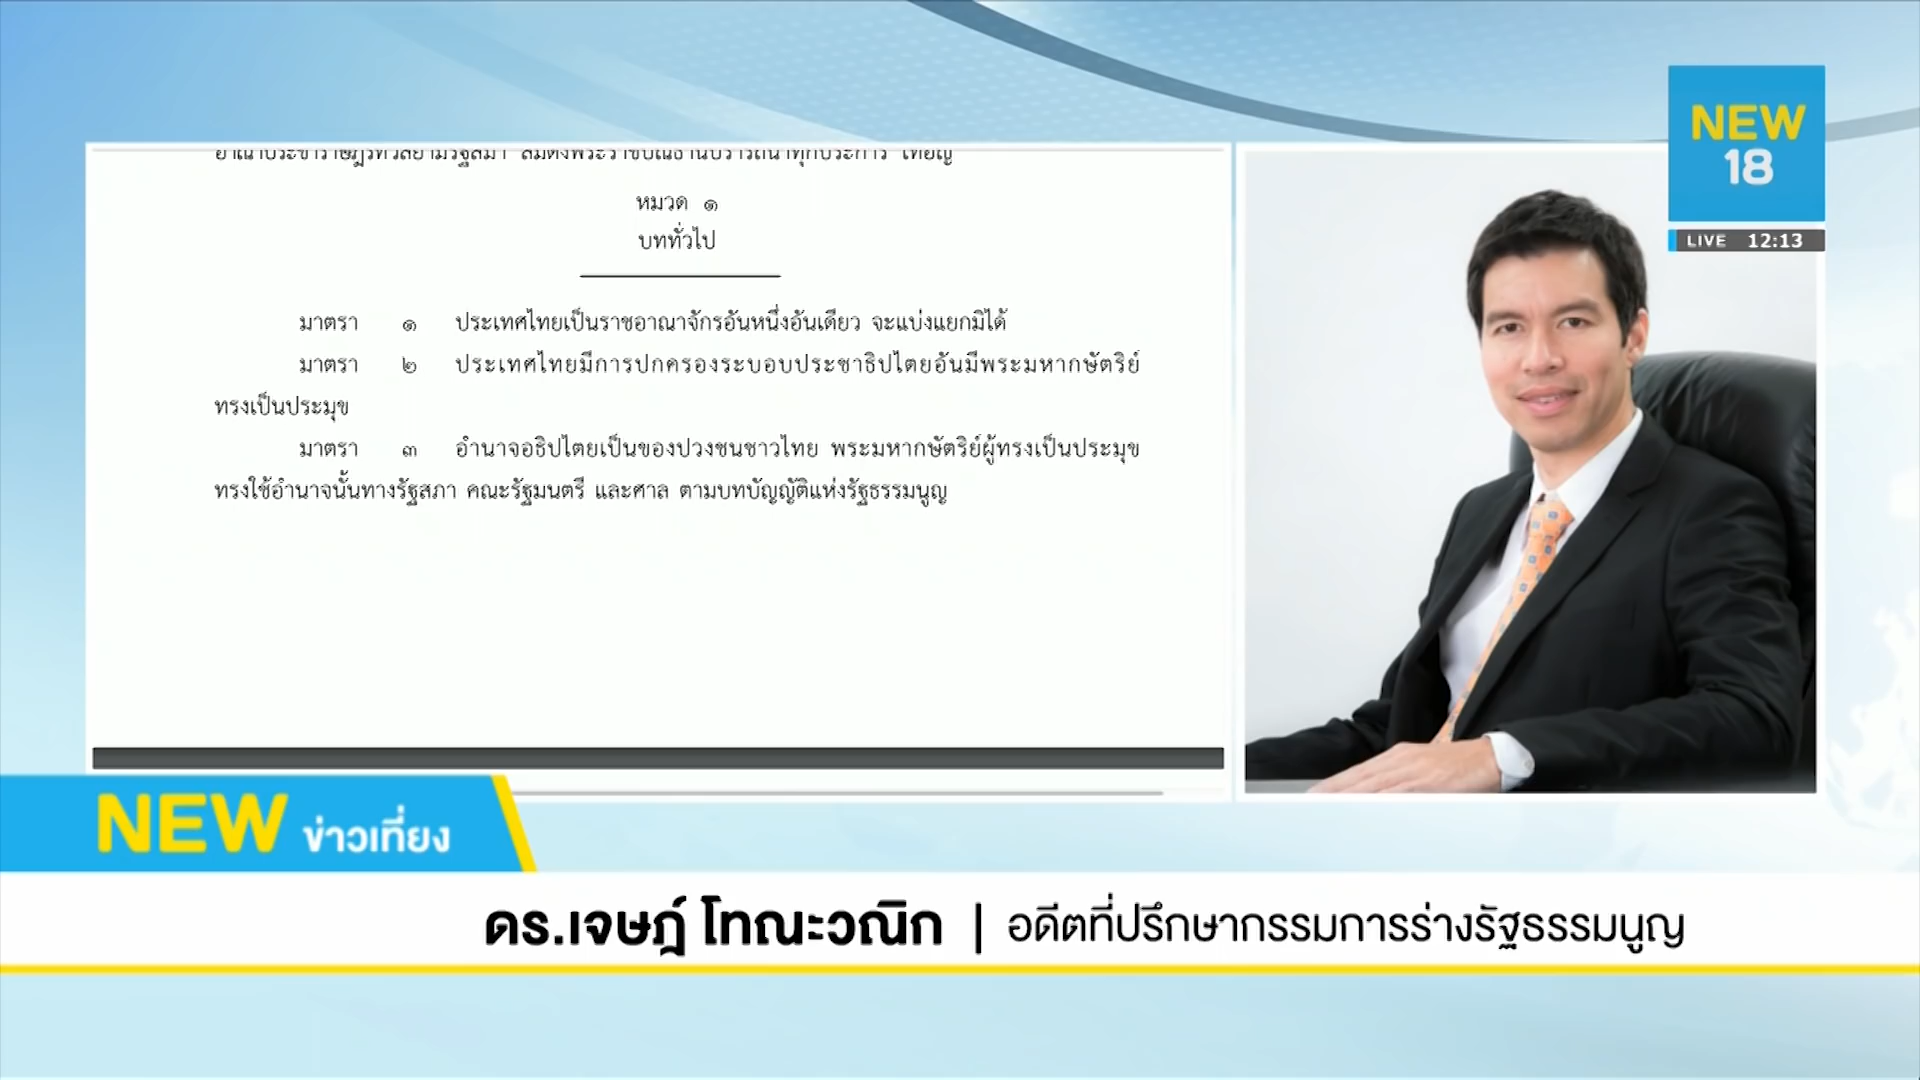 NEW
18
LIVE 12:13
หมวด ๑
บททั่วไป
มาตรา ๑ ประเทศไทยเป็นราชอาณาจักรอันหนึ่งอันเดียว จะแบ่งแยกมิได้
มาตรา ๒ ประเทศไทยมีการปกครองระบอบประชาธิปไตยอันมีพระมหากษัตริย์
ทรงเป็นประมุข
มาตรา ๓ อำนาจอธิปไตยเป็นของปวงชนชาวไทย พระมหากษัตริย์ผู้ทรงเป็นประมุข
ทรงใช้อำนาจนั้นทางรัฐสภา คณะรัฐมนตรี และศาล ตามบทบัญญัติแห่งรัฐธรรมนูญ
NEW ข่าวเที่ยง
ดร.เจษฎ์ โทณะวณิก | อดีตที่ปรึกษากรรมการร่างรัฐธรรมนูญ